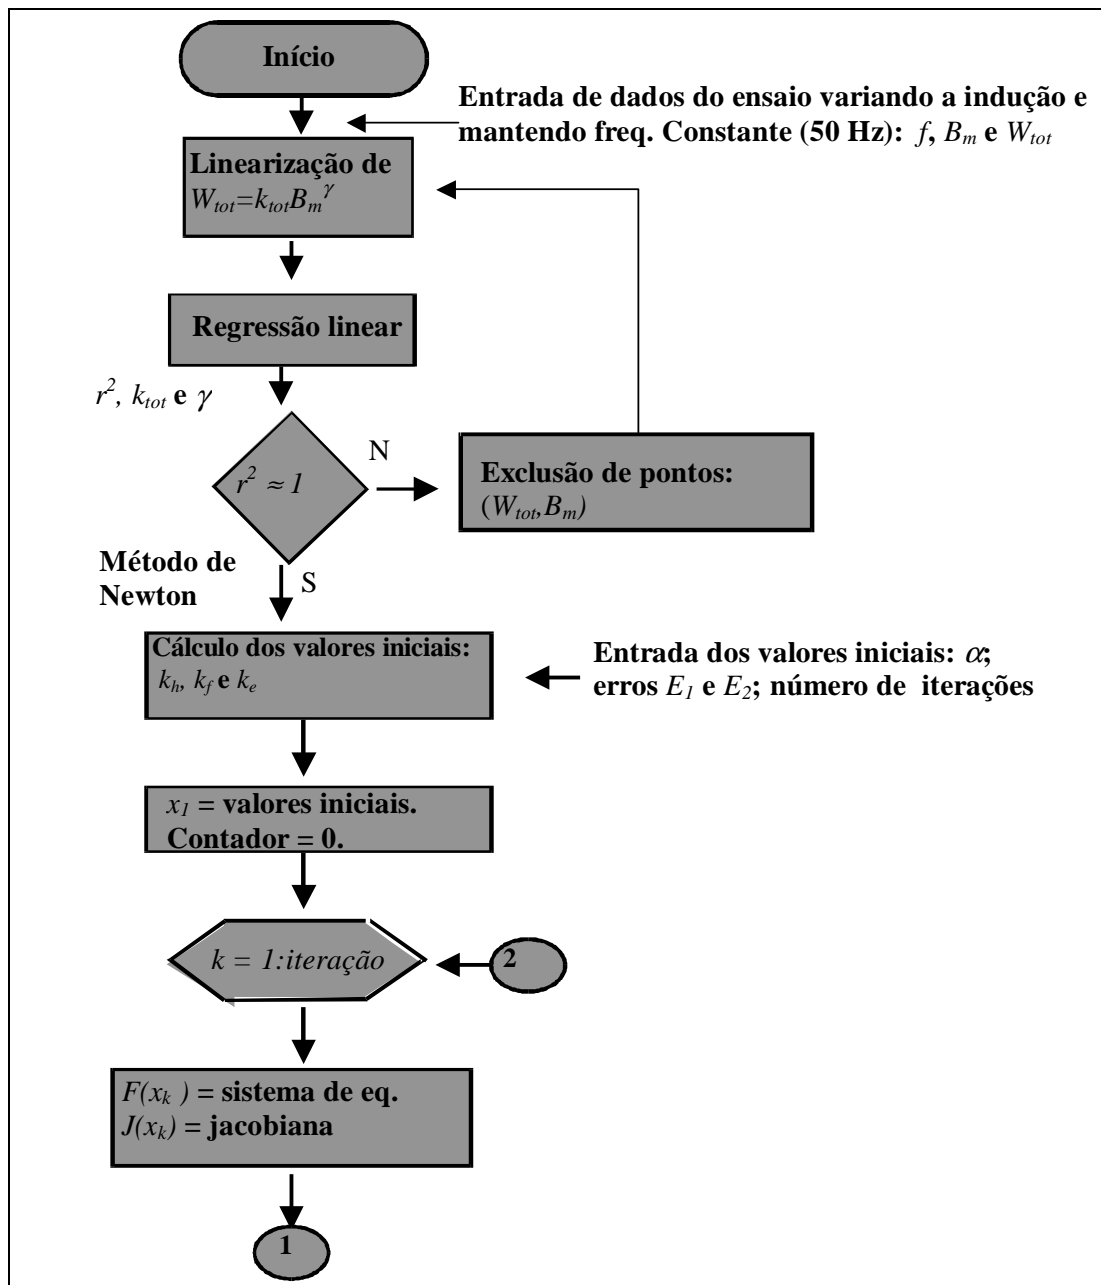 Início
Entrada de dados do ensaio variando a indução e
mantendo freq. Constante (50 Hz): f, Bm e Wtot
Linearização de
Wtot=ktotBm^γ
Regressão linear
r², ktot e γ
r² ≈ 1
N
Exclusão de pontos:
(Wtot,Bm)
Método de
Newton
S
Cálculo dos valores iniciais:
kh, kf e ke
Entrada dos valores iniciais: α;
erros E1 e E2; número de iterações
x1 = valores iniciais.
Contador = 0.
k = 1:iteração
2
F(xk ) = sistema de eq.
J(xk) = jacobiana
1